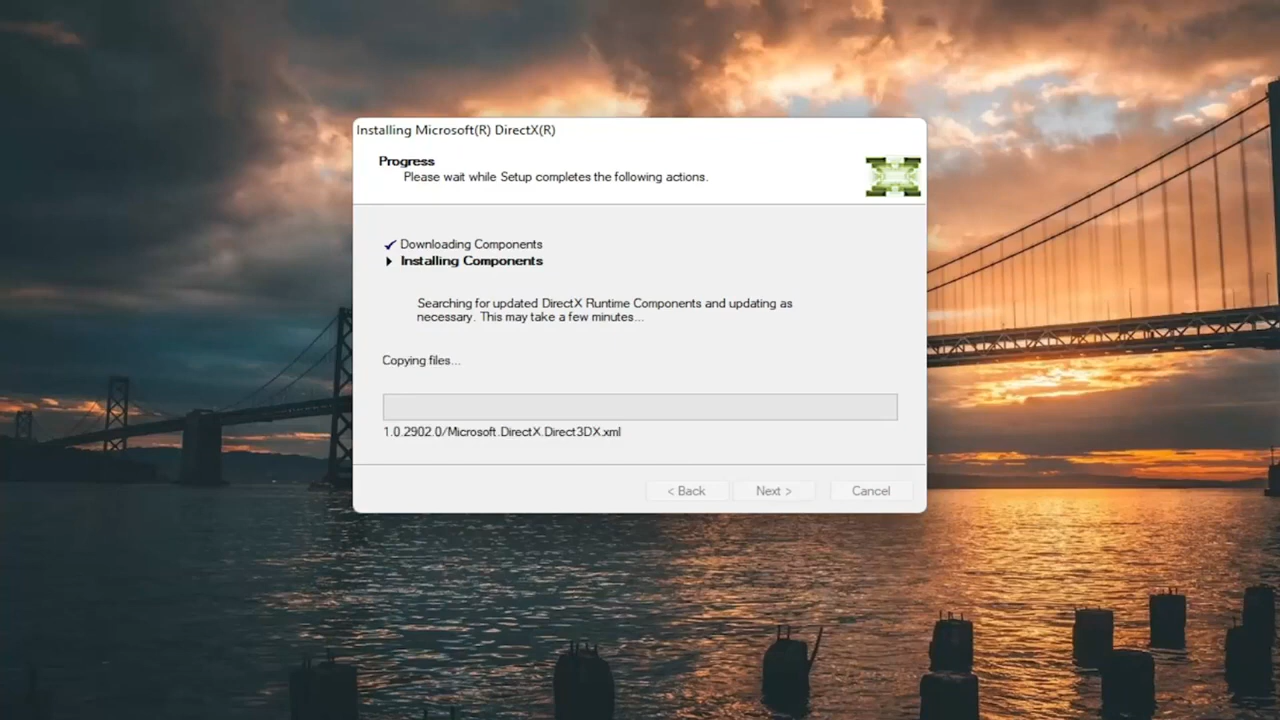 Installing Microsoft(R) DirectX(R)
Progress
Please wait while Setup completes the following actions.
Downloading Components
Installing Components
Searching for updated DirectX Runtime Components and updating as
necessary. This may take a few minutes...
Copying files...
1.0.2902.0/Microsoft.DirectX.Direct3DX.xml
< Back Next > Cancel